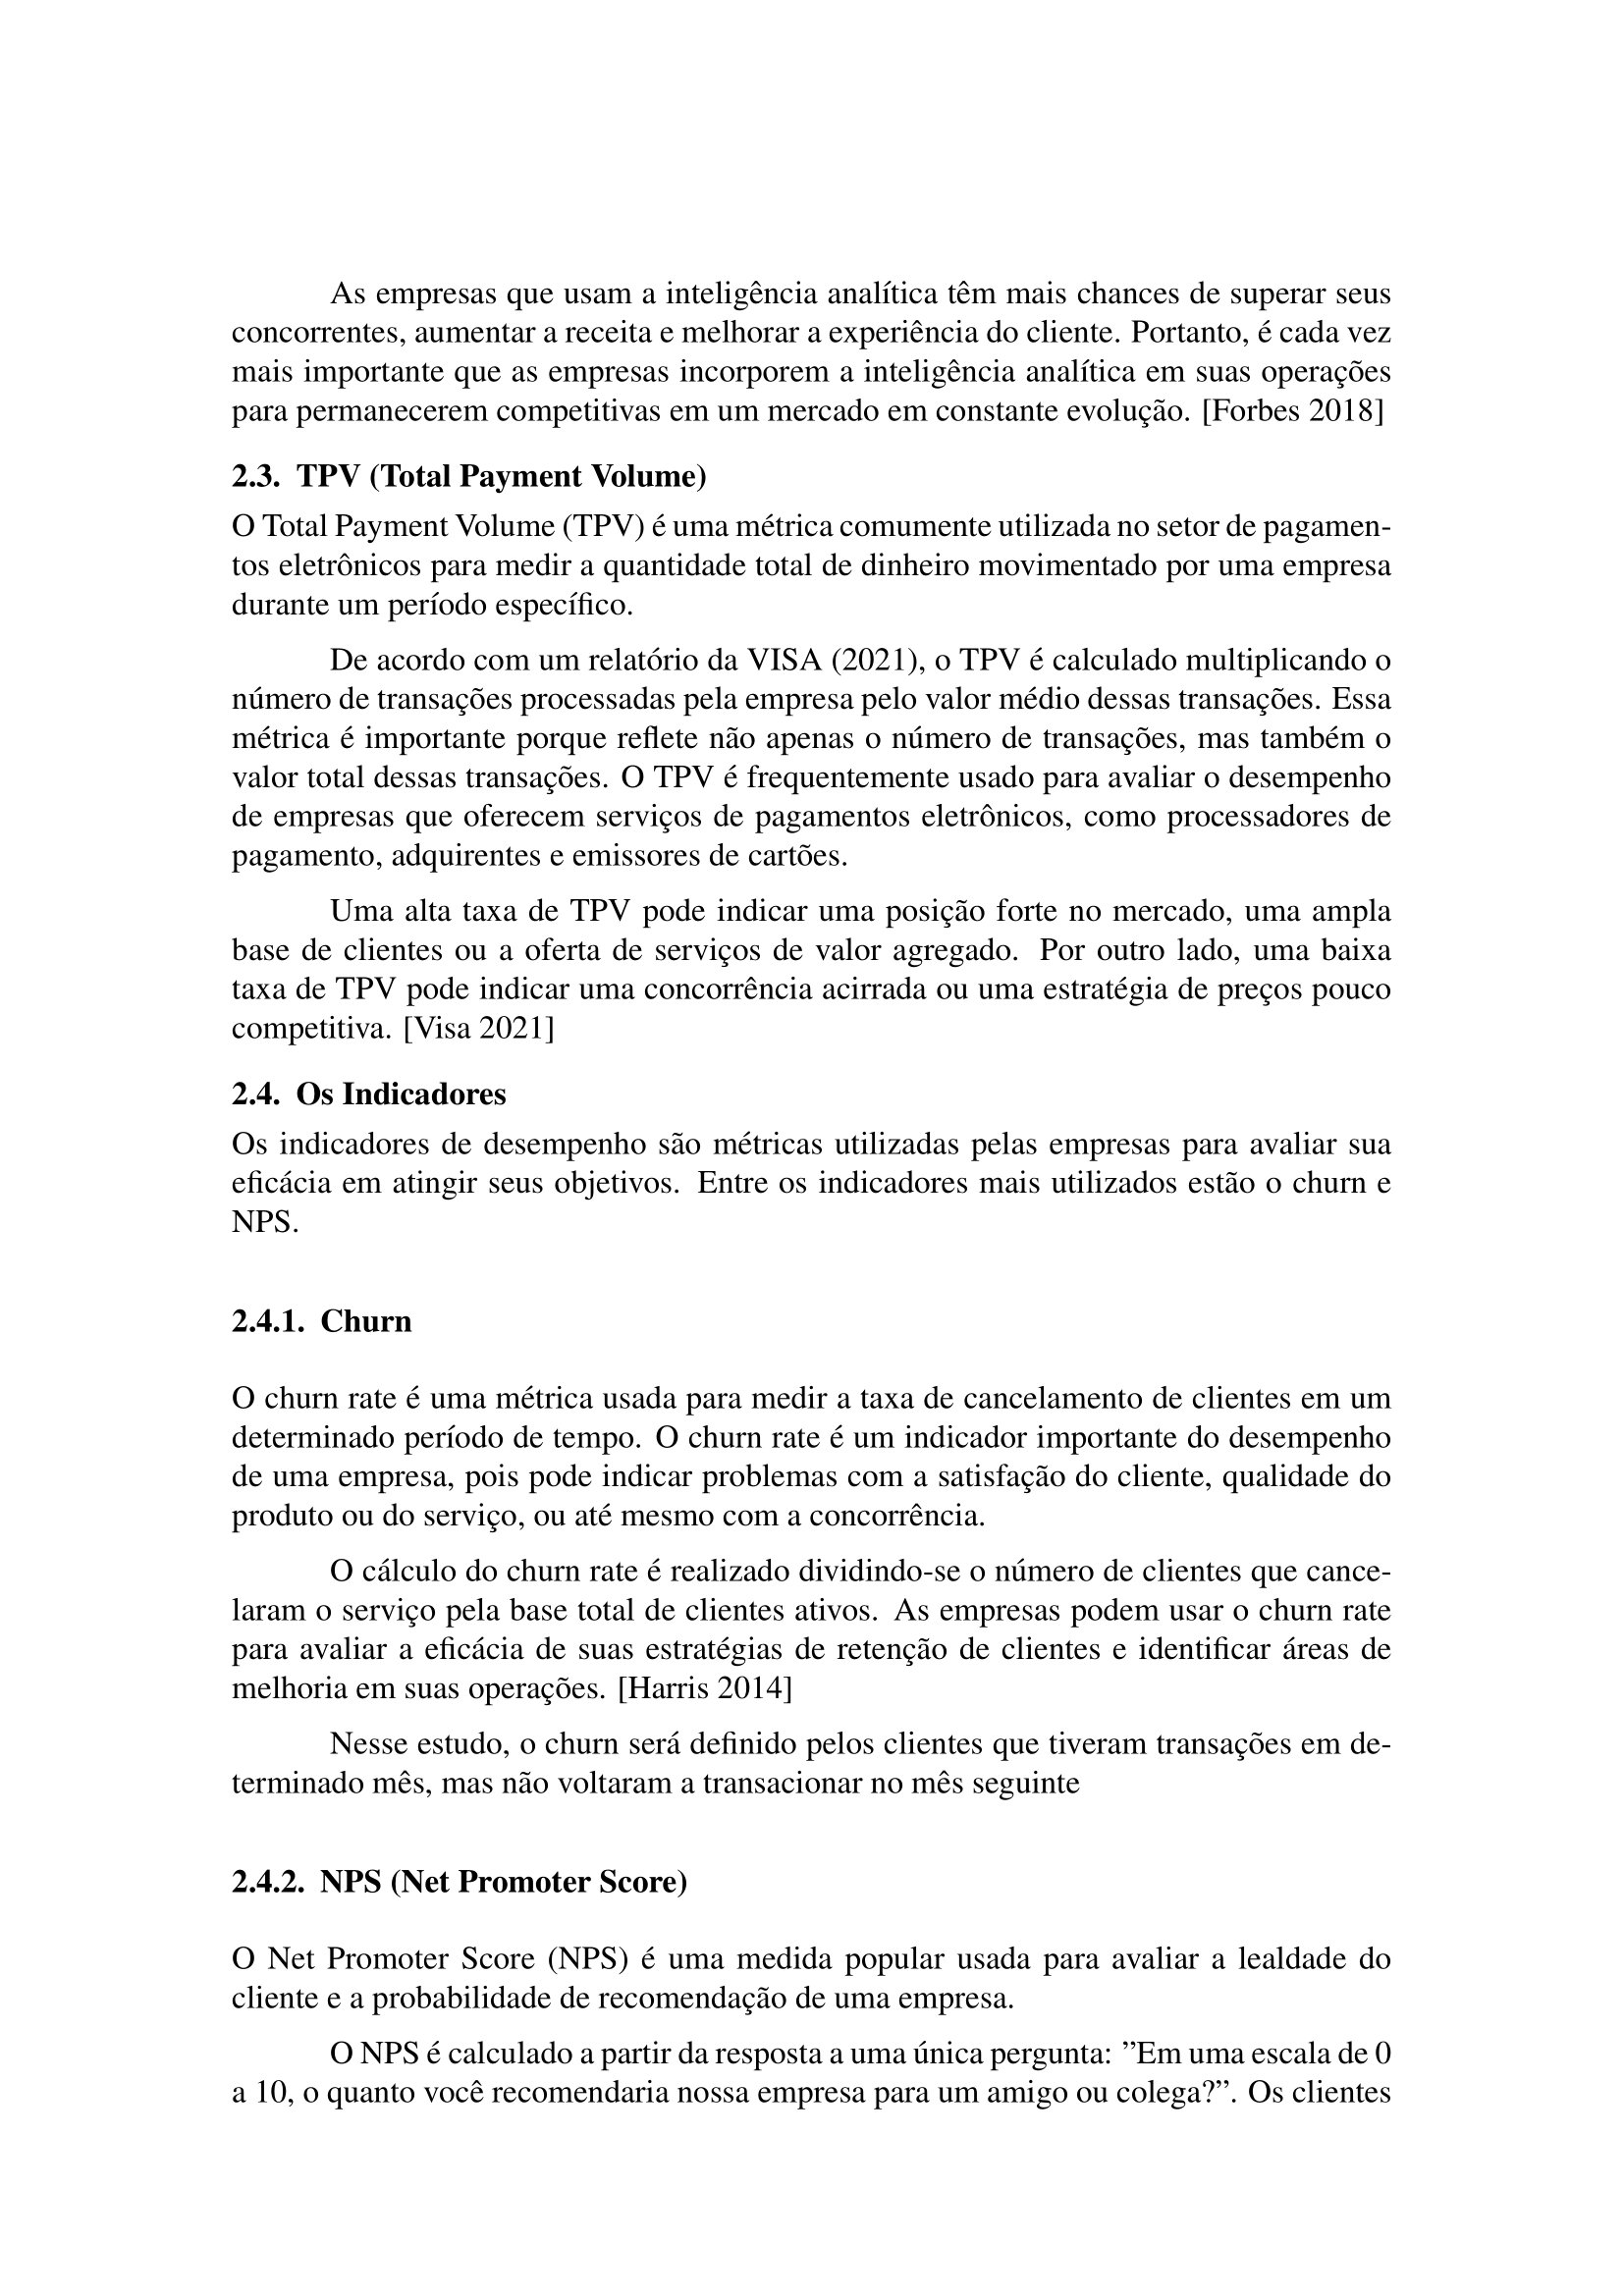 As empresas que usam a inteligência analítica têm mais chances de superar seus
concorrentes, aumentar a receita e melhorar a experiência do cliente. Portanto, é cada vez
mais importante que as empresas incorporem a inteligência analítica em suas operações
para permanecerem competitivas em um mercado em constante evolução. [Forbes 2018]
2.3. TPV (Total Payment Volume)
O Total Payment Volume (TPV) é uma métrica comumente utilizada no setor de pagamen-
tos eletrônicos para medir a quantidade total de dinheiro movimentado por uma empresa
durante um período específico.
De acordo com um relatório da VISA (2021), o TPV é calculado multiplicando o
número de transações processadas pela empresa pelo valor médio dessas transações. Essa
métrica é importante porque reflete não apenas o número de transações, mas também o
valor total dessas transações. O TPV é frequentemente usado para avaliar o desempenho
de empresas que oferecem serviços de pagamentos eletrônicos, como processadores de
pagamento, adquirentes e emissores de cartões.
Uma alta taxa de TPV pode indicar uma posição forte no mercado, uma ampla
base de clientes ou a oferta de serviços de valor agregado. Por outro lado, uma baixa
taxa de TPV pode indicar uma concorrência acirrada ou uma estratégia de preços pouco
competitiva. [Visa 2021]
2.4. Os Indicadores
Os indicadores de desempenho são métricas utilizadas pelas empresas para avaliar sua
eficácia em atingir seus objetivos. Entre os indicadores mais utilizados estão o churn e
NPS.
2.4.1. Churn
O churn rate é uma métrica usada para medir a taxa de cancelamento de clientes em um
determinado período de tempo. O churn rate é um indicador importante do desempenho
de uma empresa, pois pode indicar problemas com a satisfação do cliente, qualidade do
produto ou do serviço, ou até mesmo com a concorrência.
O cálculo do churn rate é realizado dividindo-se o número de clientes que cance-
laram o serviço pela base total de clientes ativos. As empresas podem usar o churn rate
para avaliar a eficácia de suas estratégias de retenção de clientes e identificar áreas de
melhoria em suas operações. [Harris 2014]
Nesse estudo, o churn será definido pelos clientes que tiveram transações em de-
terminado mês, mas não voltaram a transacionar no mês seguinte
2.4.2. NPS (Net Promoter Score)
O Net Promoter Score (NPS) é uma medida popular usada para avaliar a lealdade do
cliente e a probabilidade de recomendação de uma empresa.
O NPS é calculado a partir da resposta a uma única pergunta: ”Em uma escala de 0
a 10, o quanto você recomendaria nossa empresa para um amigo ou colega?”. Os clientes